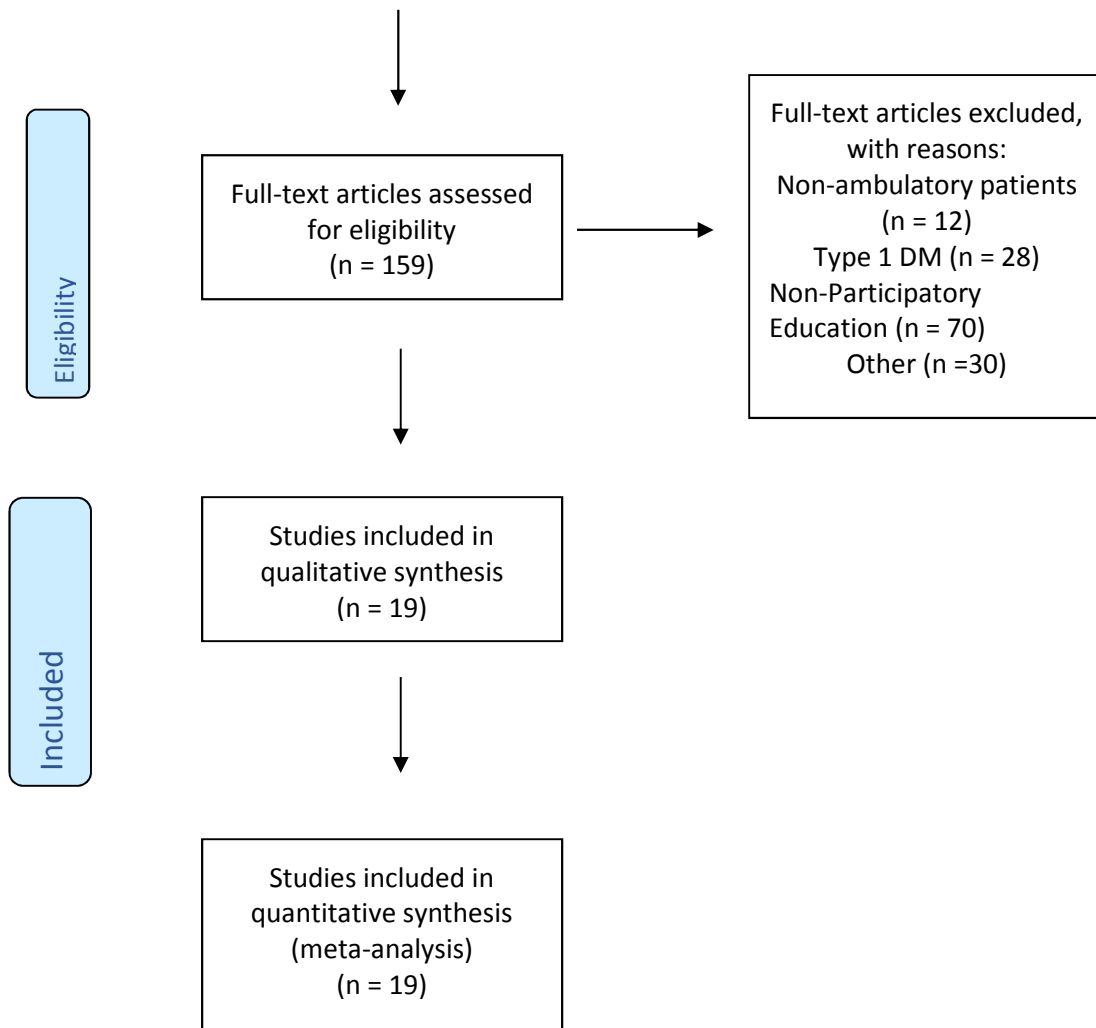 Eligibility
Full-text articles assessed
for eligibility
(n = 159)
Full-text articles excluded,
with reasons:
Non-ambulatory patients
(n = 12)
Type 1 DM (n = 28)
Non-Participatory
Education (n = 70)
Other (n =30)
Included
Studies included in
qualitative synthesis
(n = 19)
Studies included in
quantitative synthesis
(meta-analysis)
(n = 19)